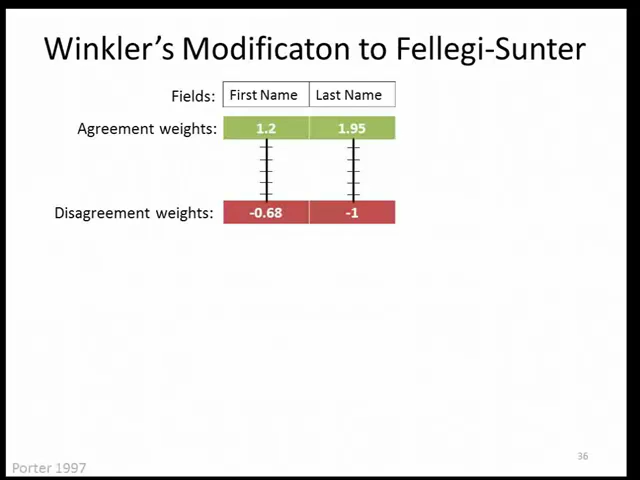 Winkler's Modificaton to Fellegi-Sunter
Fields: First Name Last Name
Agreement weights: 1.2 1.95
Disagreement weights: -0.68 -1
36
Porter 1997